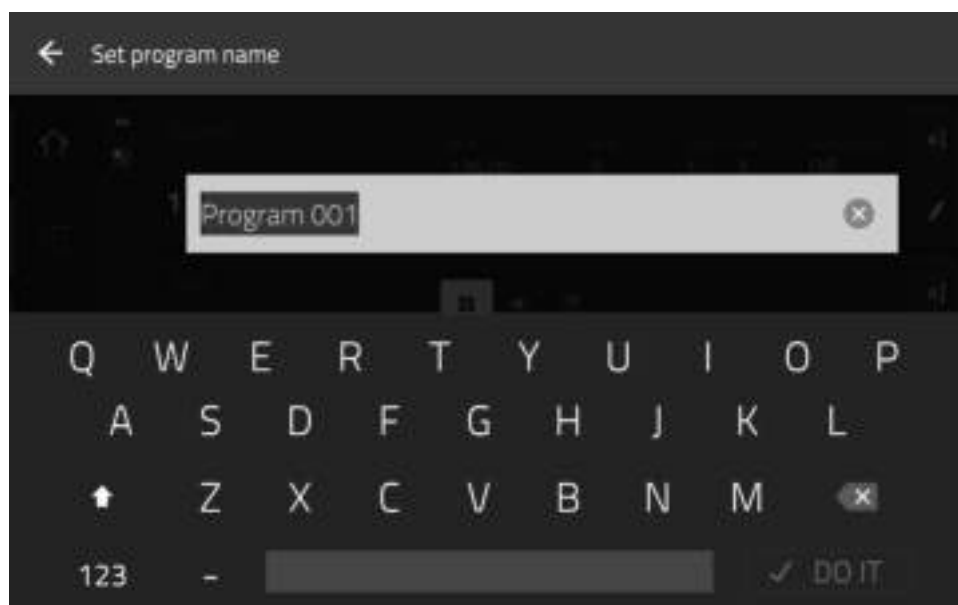 Set program name
Program 001
Q W E R T Y U I O P
A S D F G H J K L
Z X C V B N M
123 - DO IT